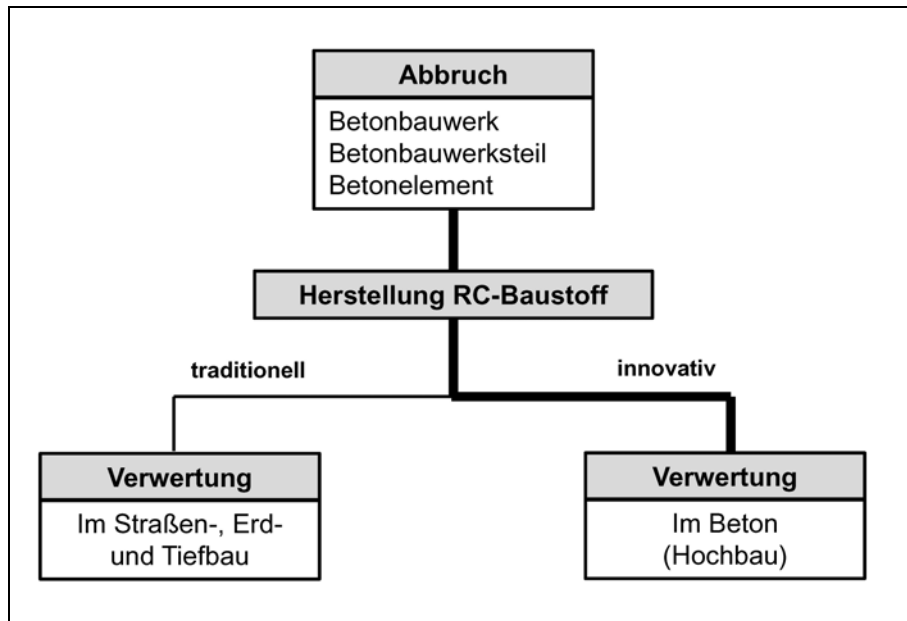 Abbruch
Betonbauwerk
Betonbauwerksteil
Betonelement
Herstellung RC-Baustoff
traditionell
innovativ
Verwertung
Im Straßen-, Erd-
und Tiefbau
Verwertung
Im Beton
(Hochbau)